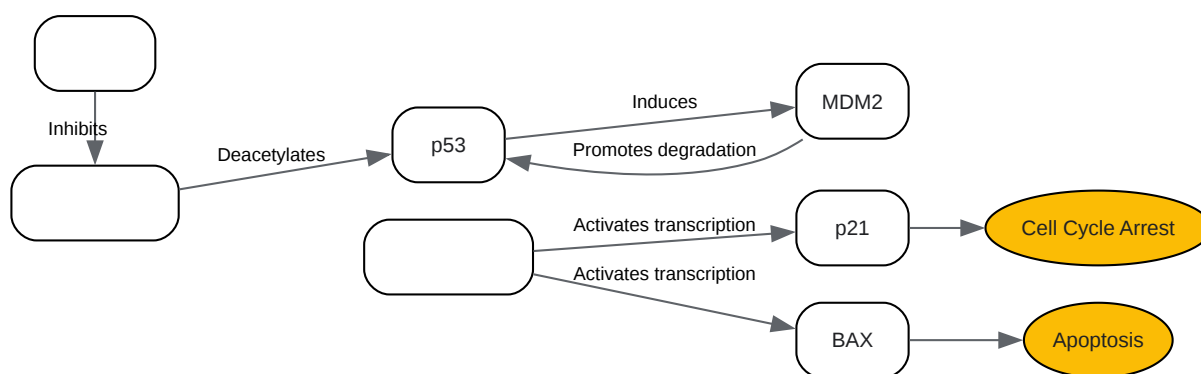 Inhibits
Deacetylates
p53
Induces
Promotes degradation
MDM2
Activates transcription
p21
Cell Cycle Arrest
Activates transcription
BAX
Apoptosis